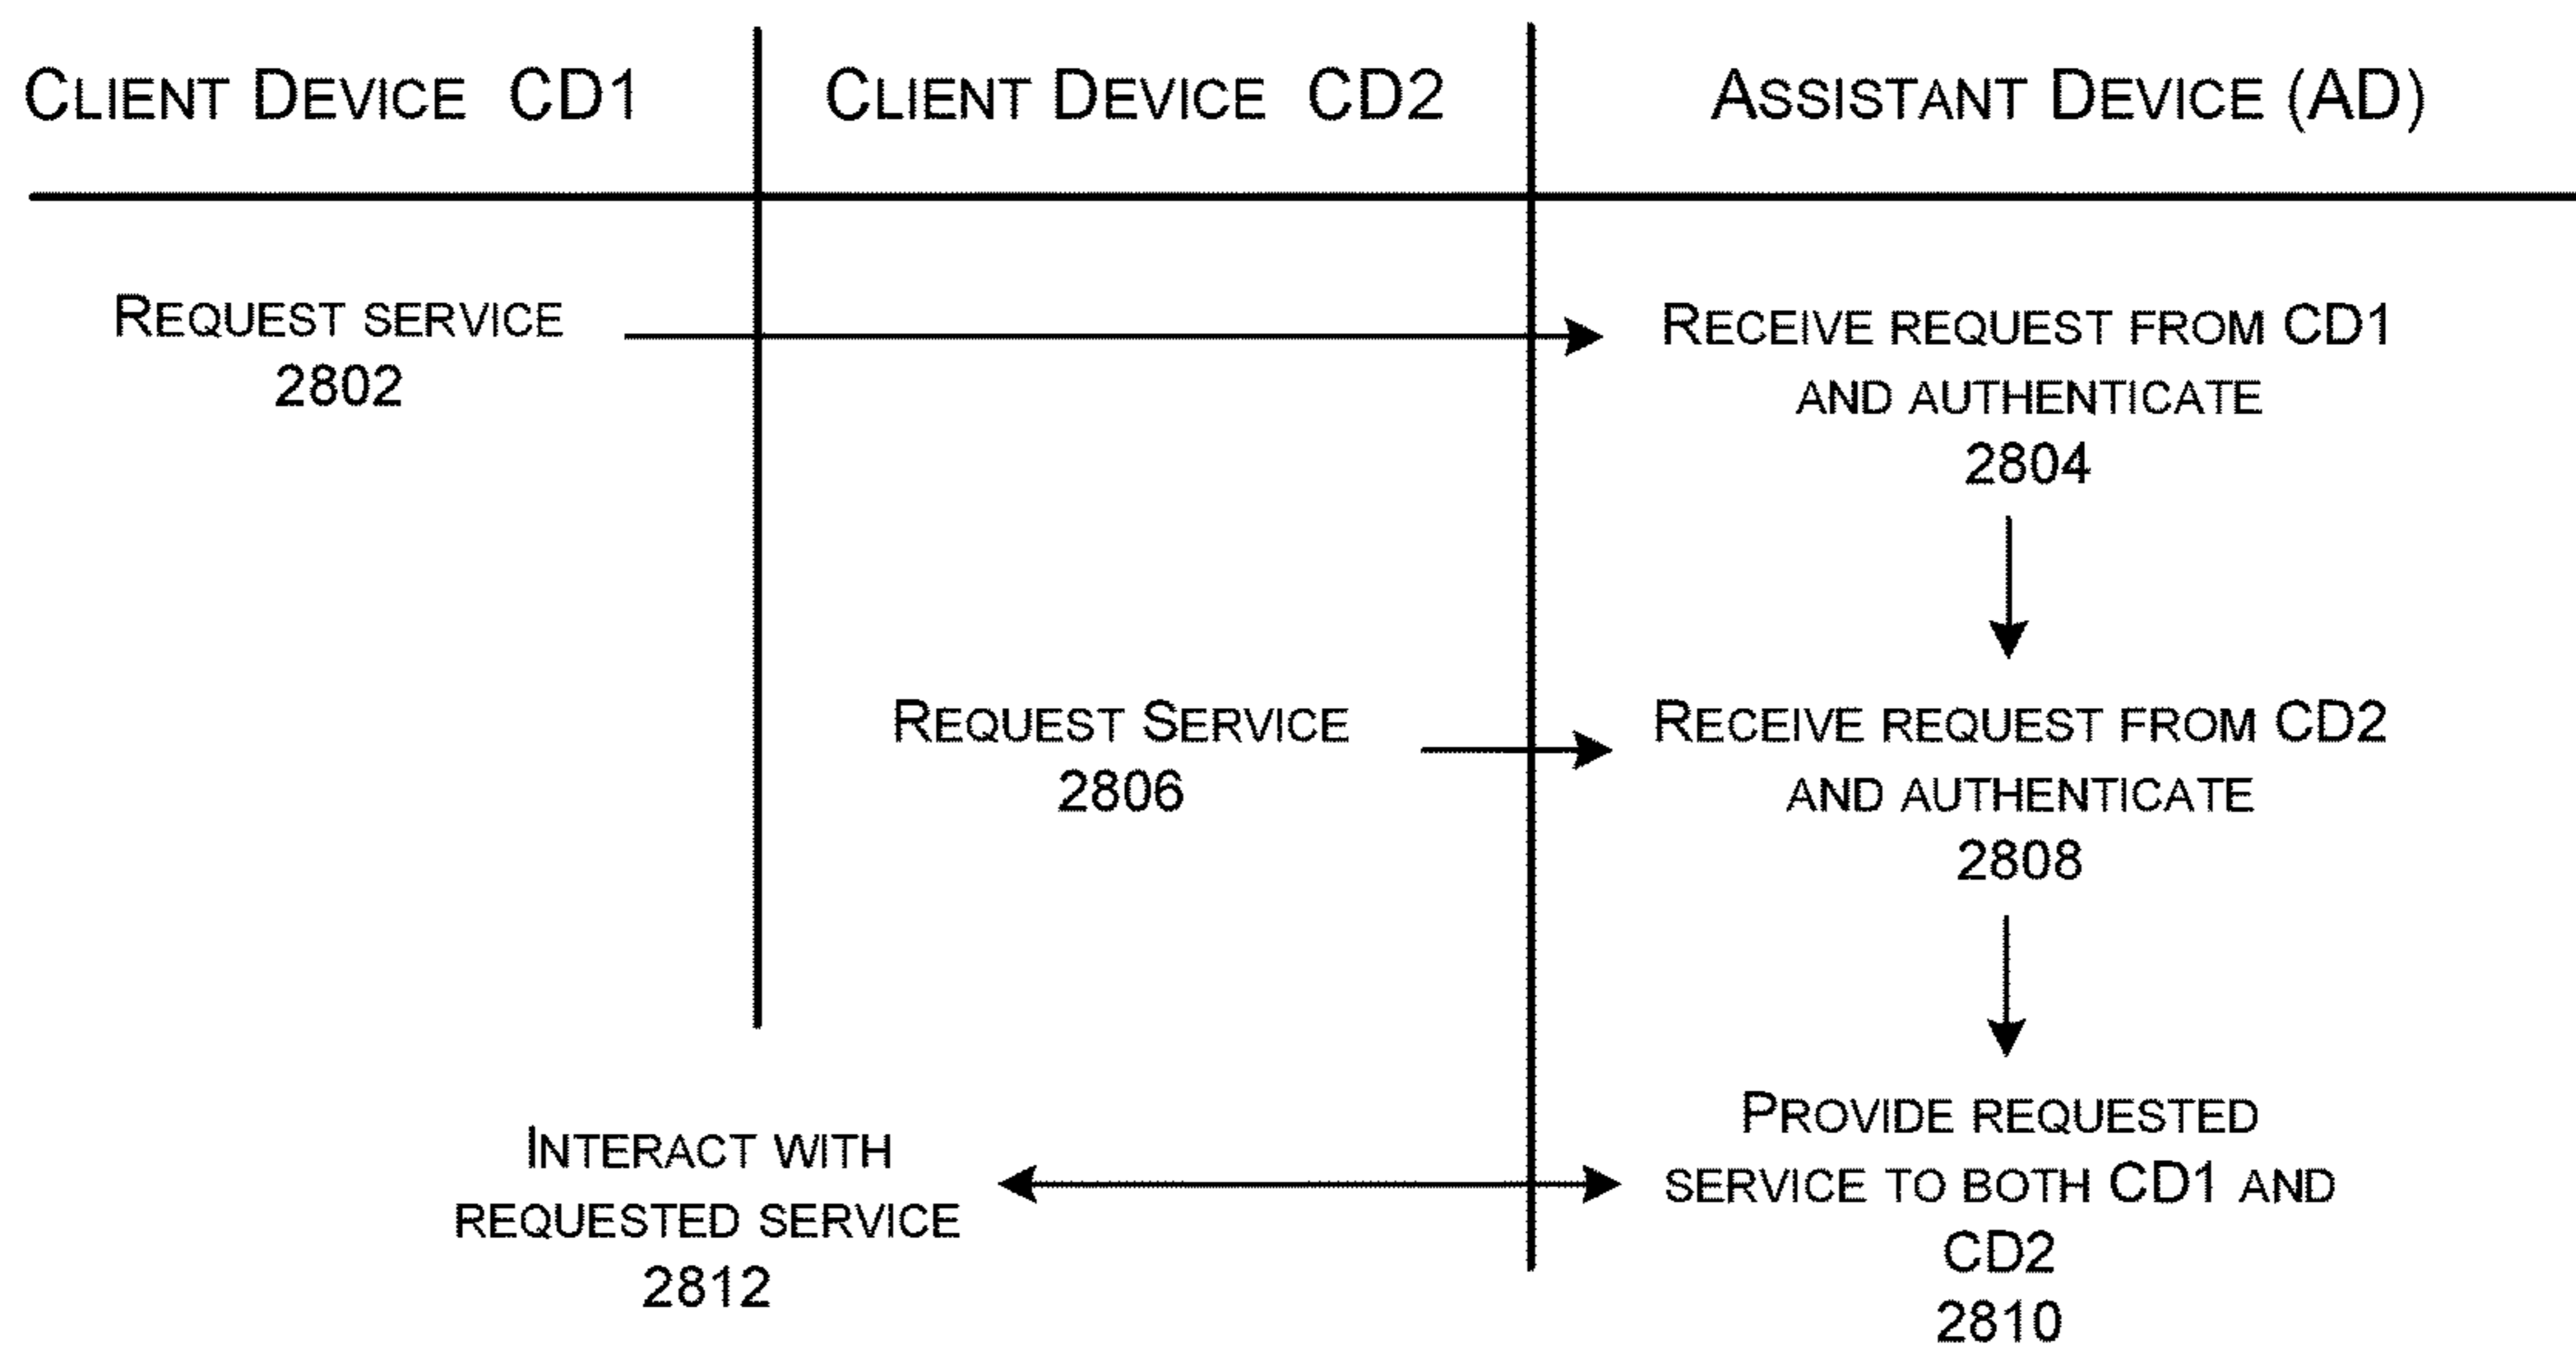 Client Device CD1
Client Device CD2
Assistant Device (AD)
Request service
2802
Receive request from CD1
and authenticate
2804
Request Service
2806
Receive request from CD2
and authenticate
2808
Interact with
requested service
2812
Provide requested
service to both CD1 and
CD2
2810